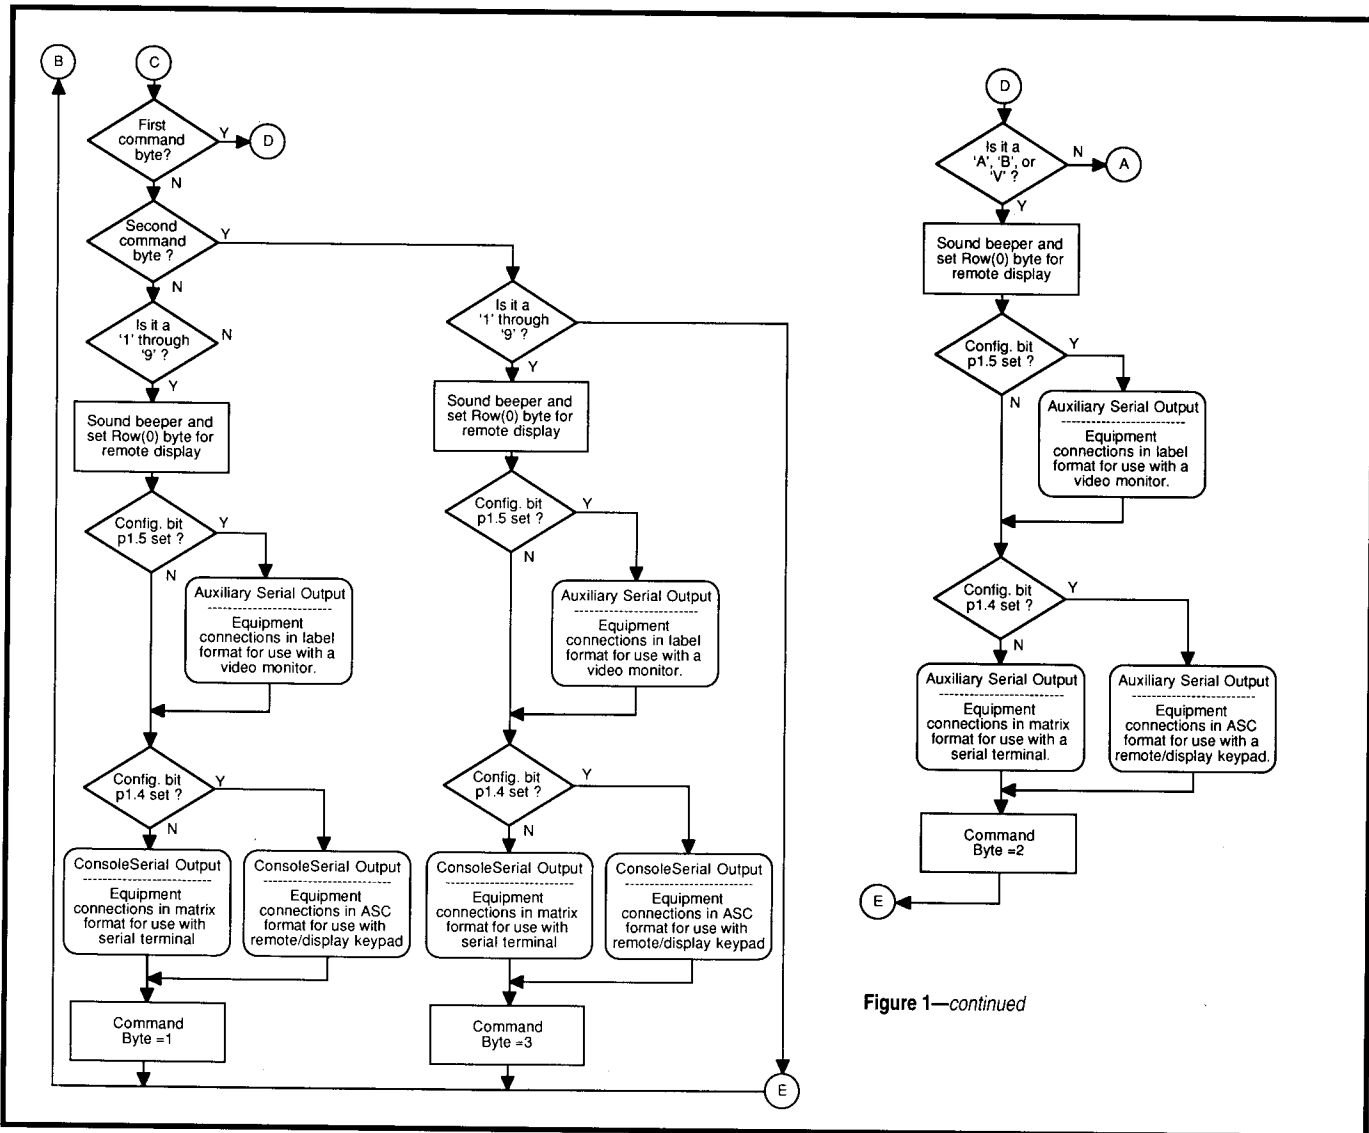 B
C
First
command
byte?
Y
D
N
Second
command
byte ?
Y
N
Is it a
'1' through
'9' ?
N
Y
Sound beeper and
set Row(0) byte for
remote display
Config. bit
p1.5 set ?
Y
N
Auxiliary Serial Output
Equipment
connections in label
format for use with a
video monitor.
Config. bit
p1.4 set ?
Y
N
ConsoleSerial Output
Equipment
connections in matrix
format for use with
serial terminal
ConsoleSerial Output
Equipment
connections in ASC
format for use with
remote/display keypad
Command
Byte =1
Is it a
'1' through
'9' ?
Y
Sound beeper and
set Row(0) byte for
remote display
Config. bit
p1.5 set ?
Y
N
Auxiliary Serial Output
Equipment
connections in label
format for use with a
video monitor.
Config. bit
p1.4 set ?
Y
N
ConsoleSerial Output
Equipment
connections in matrix
format for use with
serial terminal
ConsoleSerial Output
Equipment
connections in ASC
format for use with
remote/display keypad
Command
Byte =3
E
D
Is it a
'A', 'B', or
'V' ?
N
A
Y
Sound beeper and
set Row(0) byte for
remote display
Config. bit
p1.5 set ?
Y
N
Auxiliary Serial Output
Equipment
connections in label
format for use with a
video monitor.
Config. bit
p1.4 set ?
Y
N
Auxiliary Serial Output
Equipment
connections in matrix
format for use with a
serial terminal.
Auxiliary Serial Output
Equipment
connections in ASC
format for use with a
remote/display keypad.
Command
Byte =2
E
Figure 1—continued